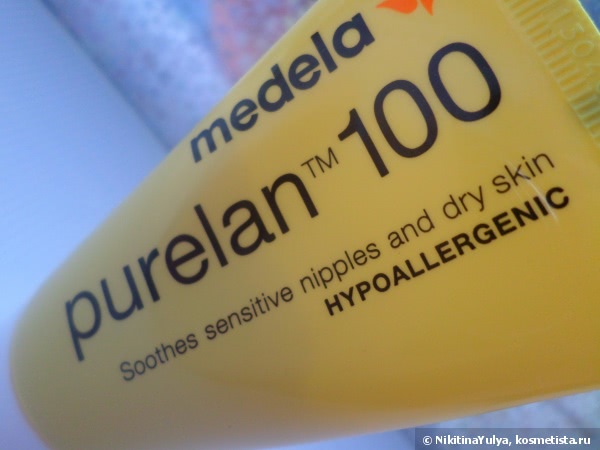 medela
purelan™ 100
Soothes sensitive nipples and dry skin
HYPOALLERGENIC
© NikitinaYulya, kosmetista.ru